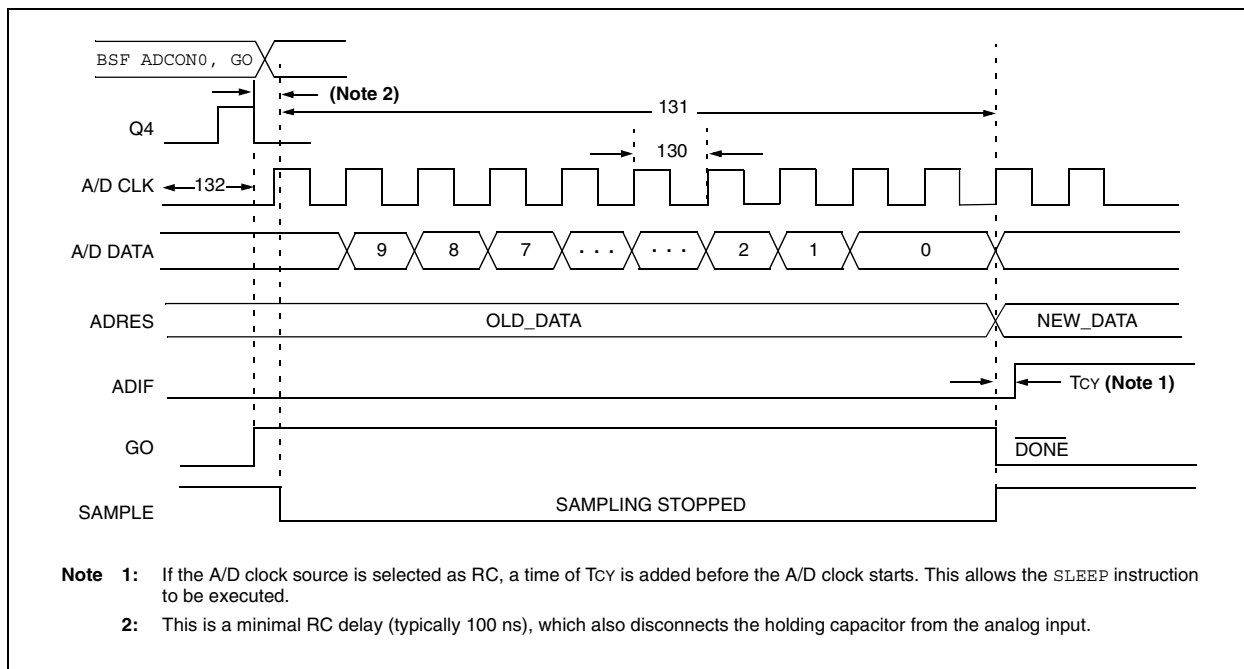 BSF ADCON0, GO
(Note 2)
131
Q4
130
A/D CLK
132
A/D DATA
9 8 7 · · · · · · 2 1 0
ADRES
OLD_DATA
NEW_DATA
ADIF
TCY (Note 1)
GO
DONE
SAMPLE
SAMPLING STOPPED
Note 1: If the A/D clock source is selected as RC, a time of TCY is added before the A/D clock starts. This allows the SLEEP instruction
to be executed.
2: This is a minimal RC delay (typically 100 ns), which also disconnects the holding capacitor from the analog input.